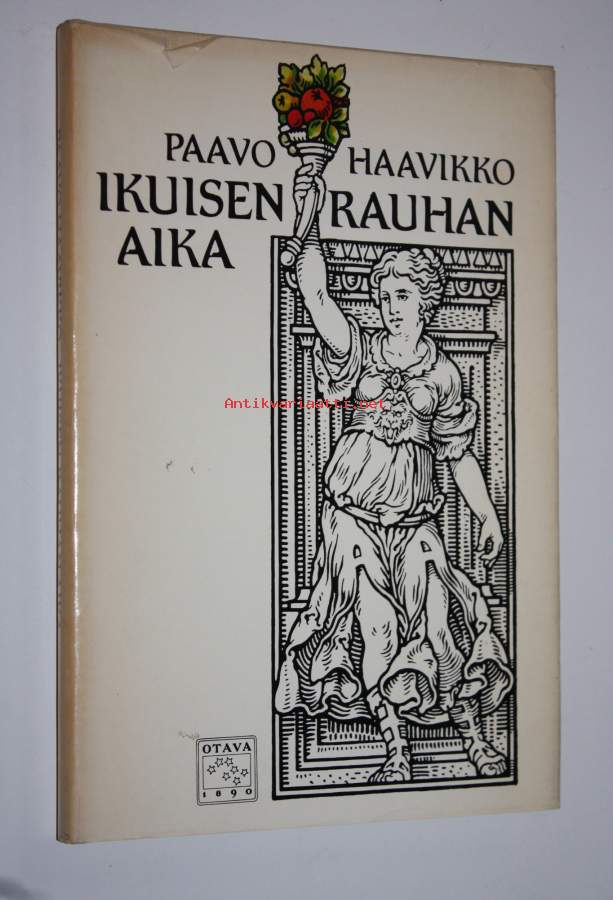 PAAVO HAAVIKKO
IKUISEN RAUHAN
AIKA
Antikvariaatti.net
OTAVA
1890